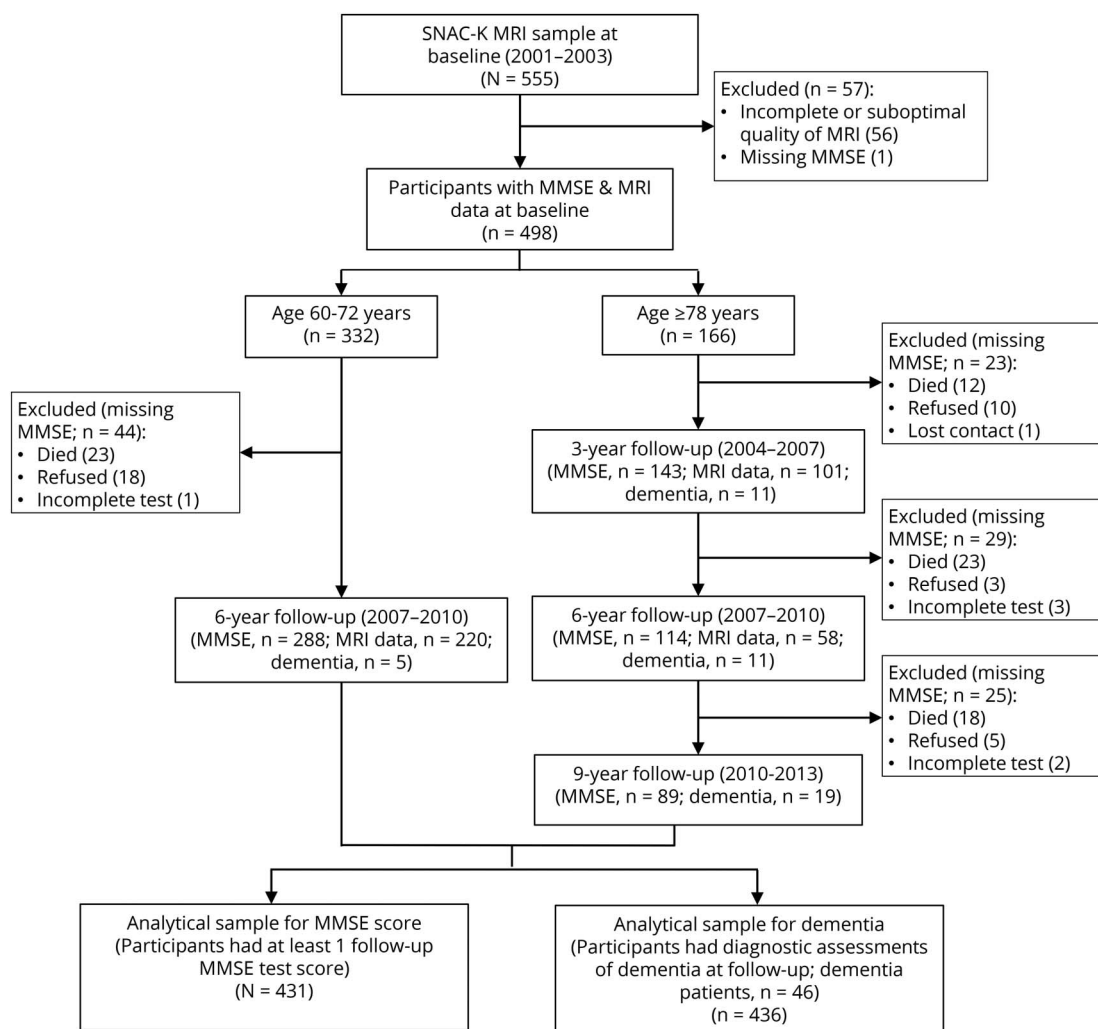 SNAC-K MRI sample at
baseline (2001–2003)
(N = 555)
Excluded (n = 57):
• Incomplete or suboptimal
quality of MRI (56)
• Missing MMSE (1)
Participants with MMSE & MRI
data at baseline
(n = 498)
Age 60-72 years
(n = 332)
Age ≥78 years
(n = 166)
Excluded (missing
MMSE; n = 23):
• Died (12)
• Refused (10)
• Lost contact (1)
Excluded (missing
MMSE; n = 44):
• Died (23)
• Refused (18)
• Incomplete test (1)
3-year follow-up (2004–2007)
(MMSE, n = 143; MRI data, n = 101;
dementia, n = 11)
Excluded (missing
MMSE; n = 29):
• Died (23)
• Refused (3)
• Incomplete test (3)
6-year follow-up (2007–2010)
(MMSE, n = 288; MRI data, n = 220;
dementia, n = 5)
6-year follow-up (2007–2010)
(MMSE, n = 114; MRI data, n = 58;
dementia, n = 11)
Excluded (missing
MMSE; n = 25):
• Died (18)
• Refused (5)
• Incomplete test (2)
9-year follow-up (2010-2013)
(MMSE, n = 89; dementia, n = 19)
Analytical sample for MMSE score
(Participants had at least 1 follow-up
MMSE test score)
(N = 431)
Analytical sample for dementia
(Participants had diagnostic assessments
of dementia at follow-up; dementia
patients, n = 46)
(n = 436)